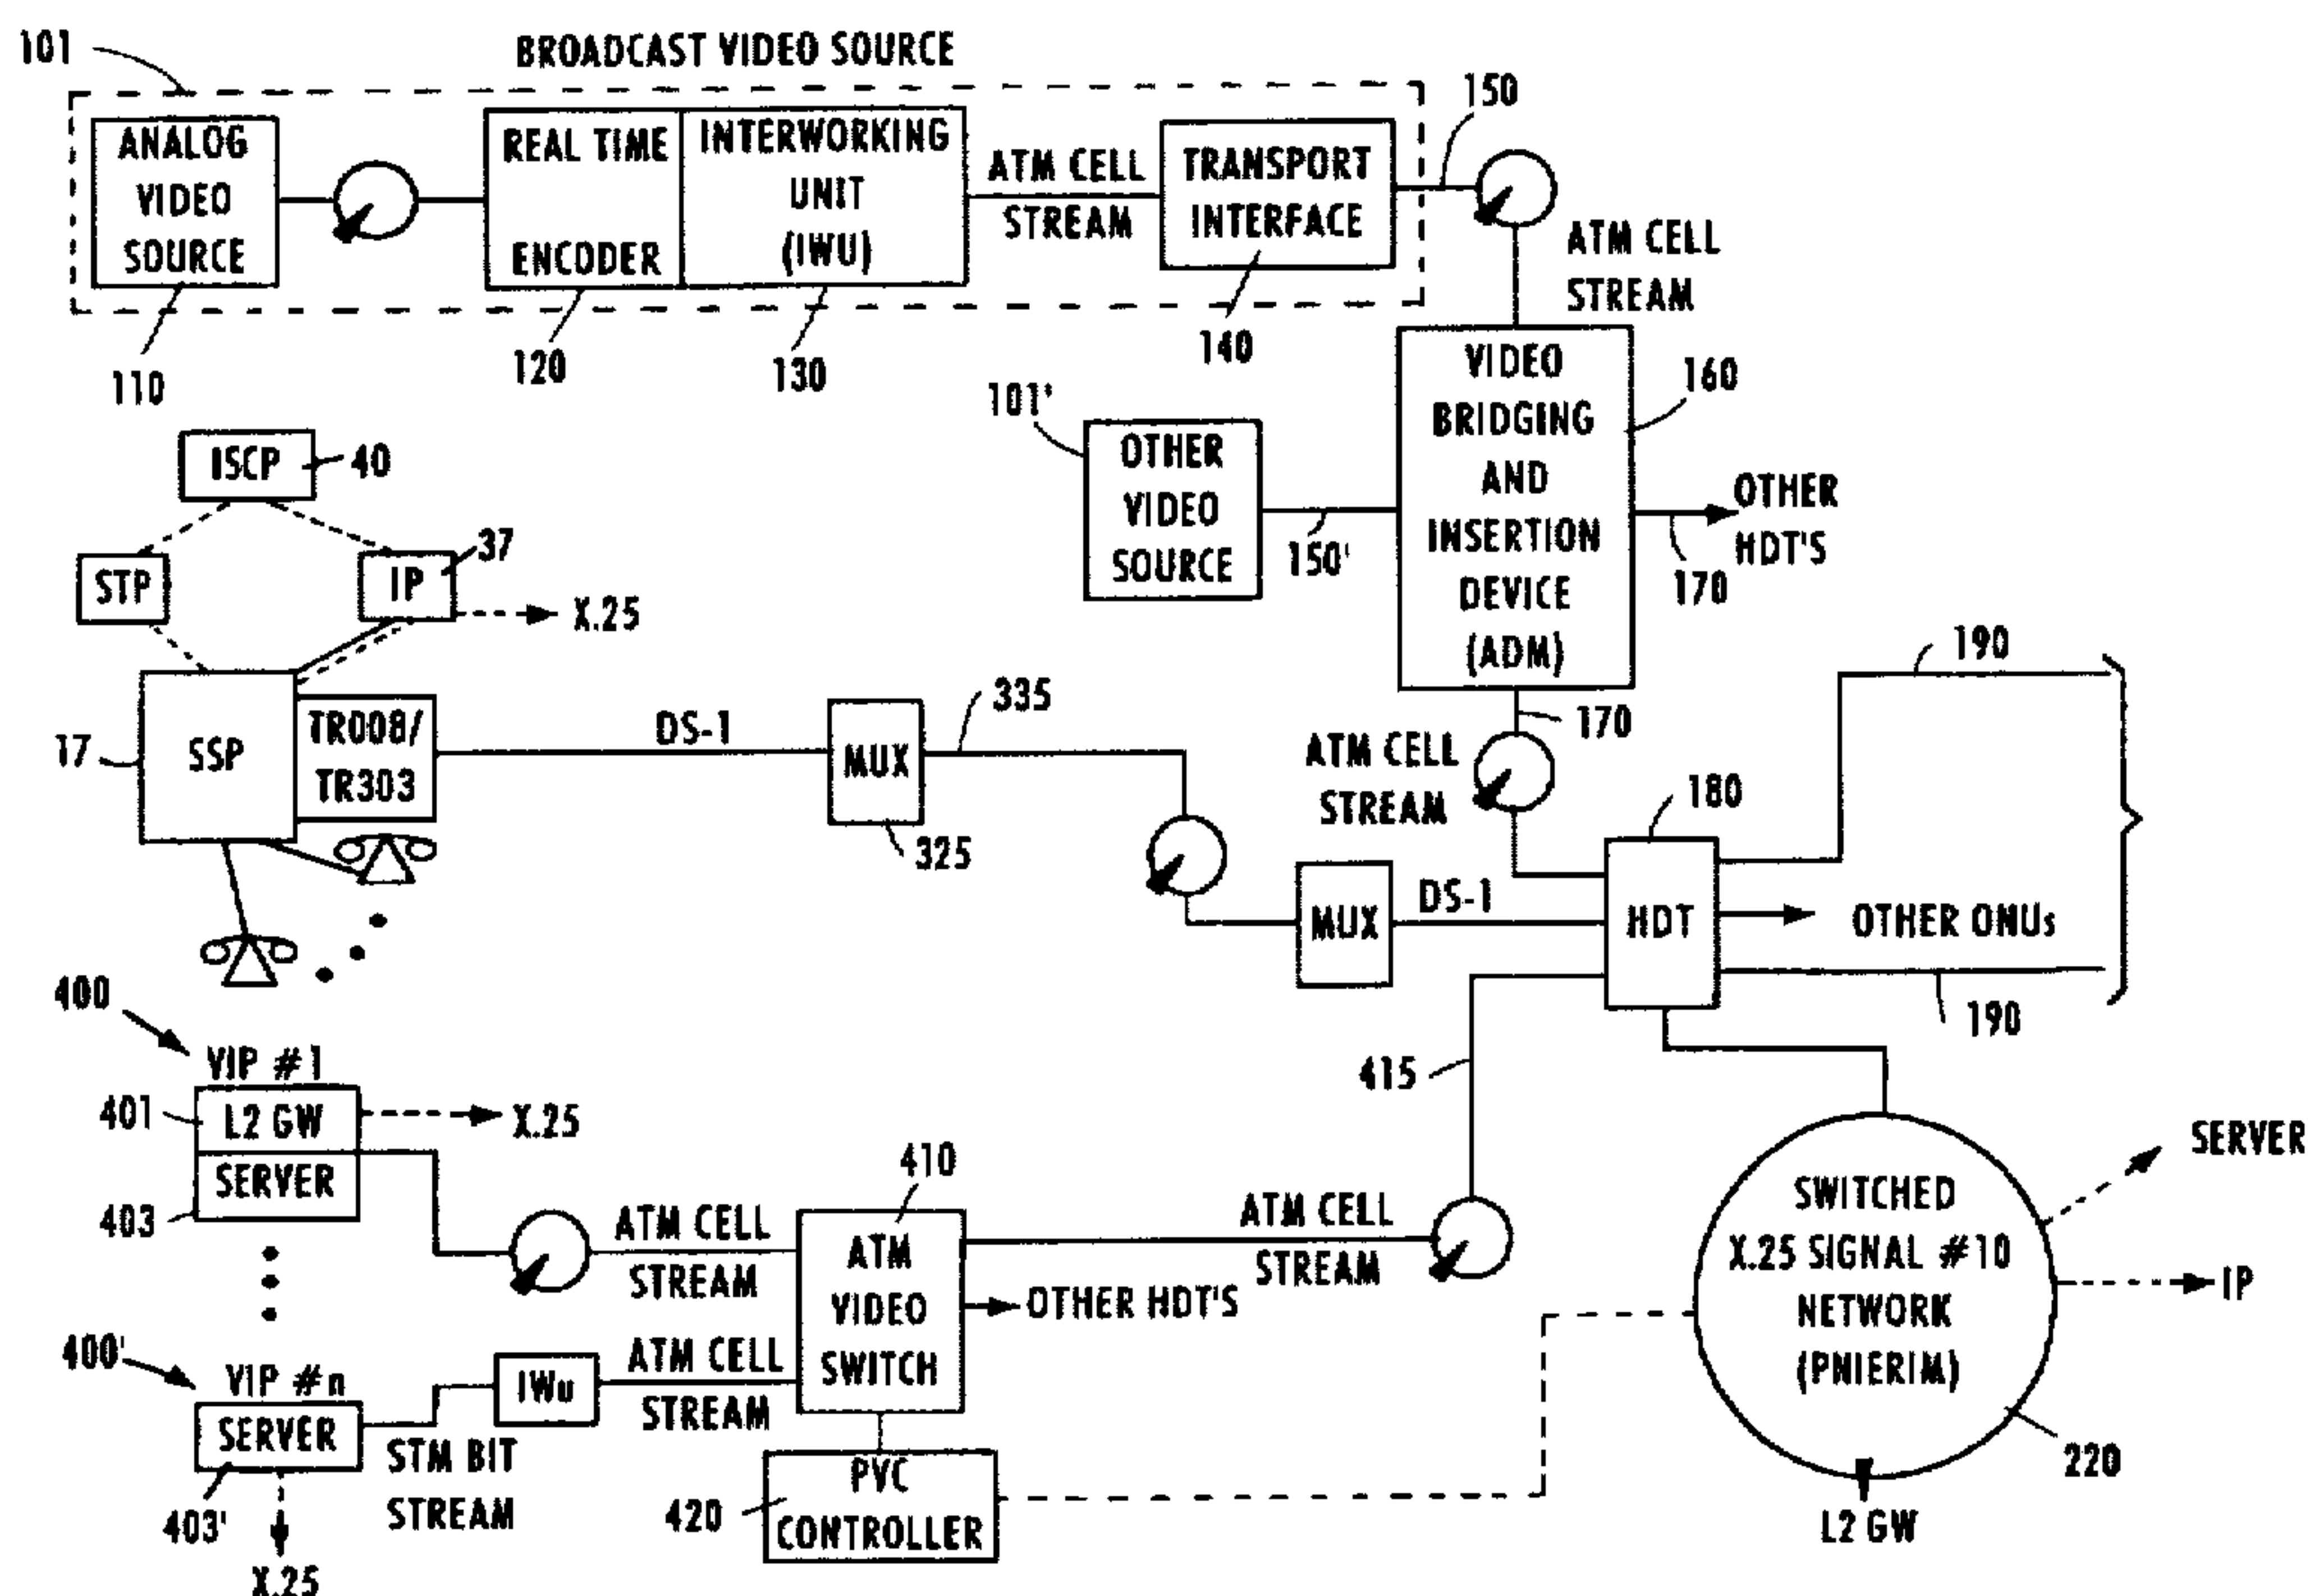 101
BROADCAST VIDEO SOURCE
ANALOG
VIDEO
SOURCE
110
REAL TIME
ENCODER
120
INTERWORKING
UNIT
(IWU)
130
ATM CELL
STREAM
TRANSPORT
INTERFACE
140
150
ATM CELL
STREAM
101'
OTHER
VIDEO
SOURCE
150'
VIDEO
BRIDGING
AND
INSERTION
DEVICE
(ADM)
160
OTHER
HDT'S
170
170
ATM CELL
STREAM
ISCP
40
STP
IP
37
X.25
17
SSP
TR008/
TR303
DS-1
MUX
325
335
MUX
DS-1
HDT
180
190
OTHER ONUs
190
415
400
VIP #1
401
L2 GW
X.25
SERVER
403
ATM CELL
STREAM
410
ATM
VIDEO
SWITCH
ATM CELL
STREAM
OTHER HDT'S
400'
VIP #n
SERVER
403'
X.25
STM BIT
STREAM
IWu
ATM CELL
STREAM
420
PVC
CONTROLLER
SWITCHED
X.25 SIGNAL #10
NETWORK
(PNIERIM)
220
SERVER
IP
L2 GW